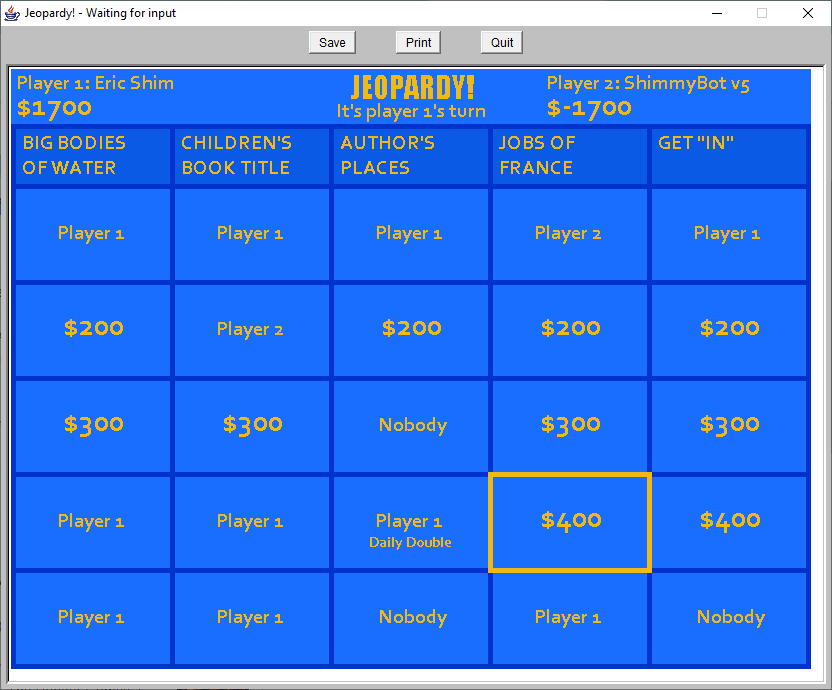 Jeopardy! - Waiting for input
Save Print Quit
Player 1: Eric Shim
$1700
JEOPARDY!
It's player 1's turn
Player 2: ShimmyBot v5
$-1700
BIG BODIES
OF WATER
CHILDREN'S
BOOK TITLE
AUTHOR'S
PLACES
JOBS OF
FRANCE
GET "IN"
Player 1 Player 1 Player 1 Player 2 Player 1
$200 Player 2 $200 $200 $200
$300 $300 Nobody $300 $300
Player 1 Player 1 Player 1 $400 $400
Daily Double
Player 1 Player 1 Nobody Player 1 Nobody